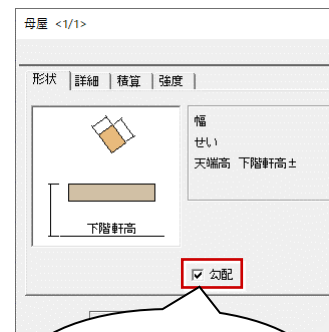 母屋 <1/1>
形状 詳細 積算 強度
幅
せい
天端高 下階軒高±
下階軒高
勾配